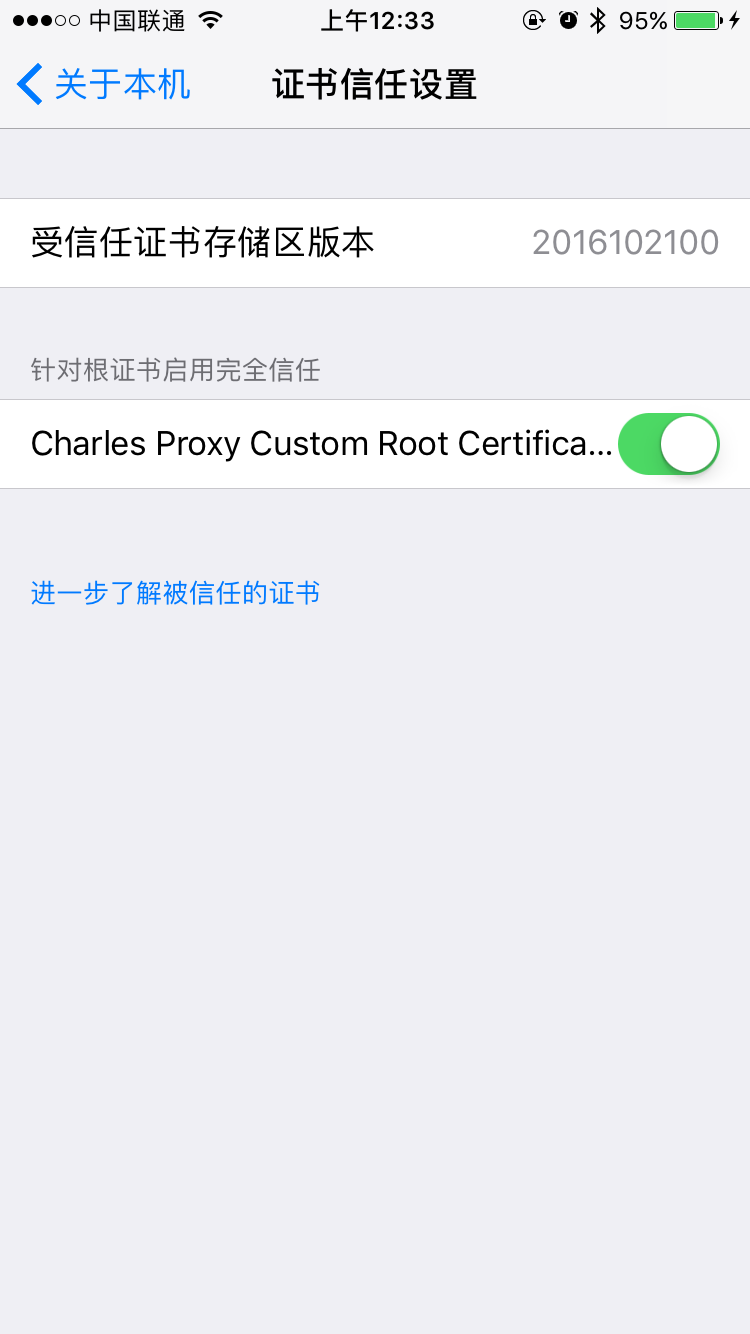 中国联通 上午12:33 95%
关于本机 证书信任设置
受信任证书存储区版本 2016102100
针对根证书启用完全信任
Charles Proxy Custom Root Certifica...
进一步了解被信任的证书